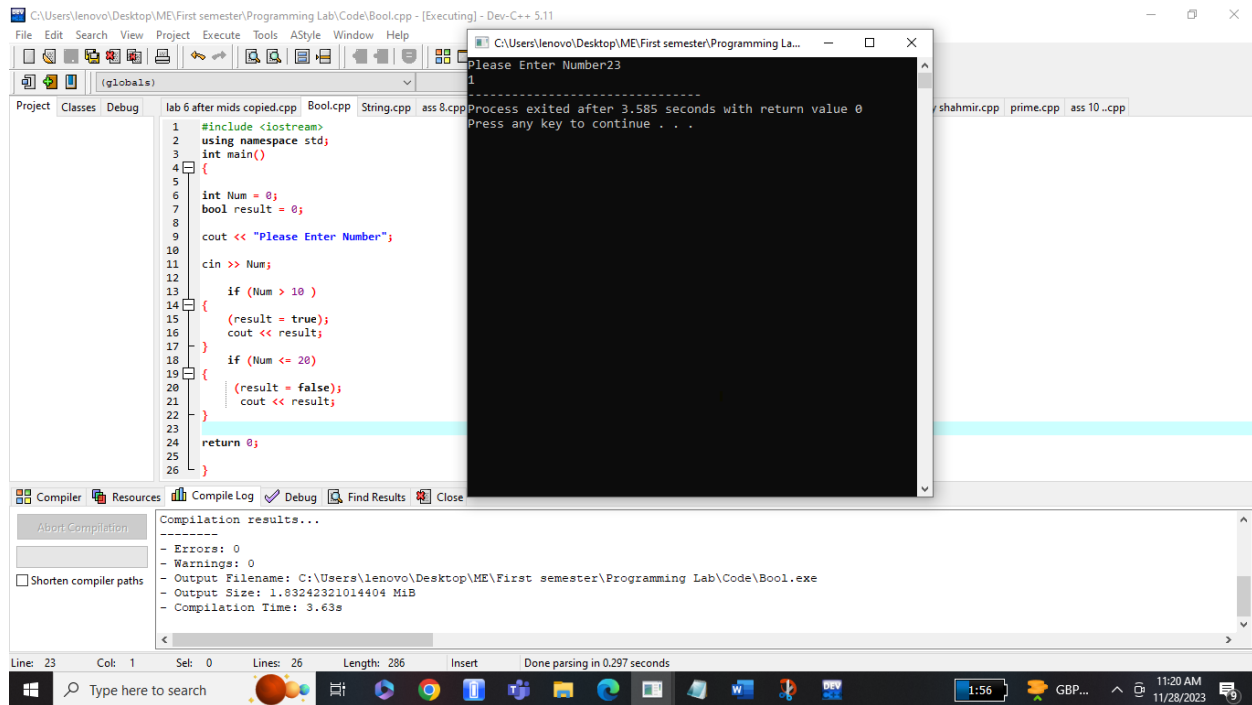 C:\Users\lenovo\Desktop\ME\First semester\Programming Lab\Code\Bool.cpp - [Executing] - Dev-C++ 5.11
File Edit Search View Project Execute Tools AStyle Window Help
(globals)
Project Classes Debug
lab 6 after mids copied.cpp Bool.cpp String.cpp ass 8.cpp shahmir.cpp prime.cpp ass 10 ..cpp
1 #include <iostream>
2 using namespace std;
3 int main()
4 {
5
6 int Num = 0;
7 bool result = 0;
8
9 cout << "Please Enter Number";
10
11 cin >> Num;
12
13 if (Num > 10 )
14 {
15 (result = true);
16 cout << result;
17 }
18 if (Num <= 20)
19 {
20 (result = false);
21 cout << result;
22 }
23
24 return 0;
25
26 }
C:\Users\lenovo\Desktop\ME\First semester\Programming La...
Please Enter Number23
1
--------------------------------
Process exited after 3.585 seconds with return value 0
Press any key to continue . . .
Compiler Resources Compile Log Debug Find Results Close
Abort Compilation
Shorten compiler paths
Compilation results...
--------
- Errors: 0
- Warnings: 0
- Output Filename: C:\Users\lenovo\Desktop\ME\First semester\Programming Lab\Code\Bool.exe
- Output Size: 1.83242321014404 MiB
- Compilation Time: 3.63s
Line: 23 Col: 1 Sel: 0 Lines: 26 Length: 286 Insert Done parsing in 0.297 seconds
Type here to search
1:56
GBP...
11:20 AM
11/28/2023
9